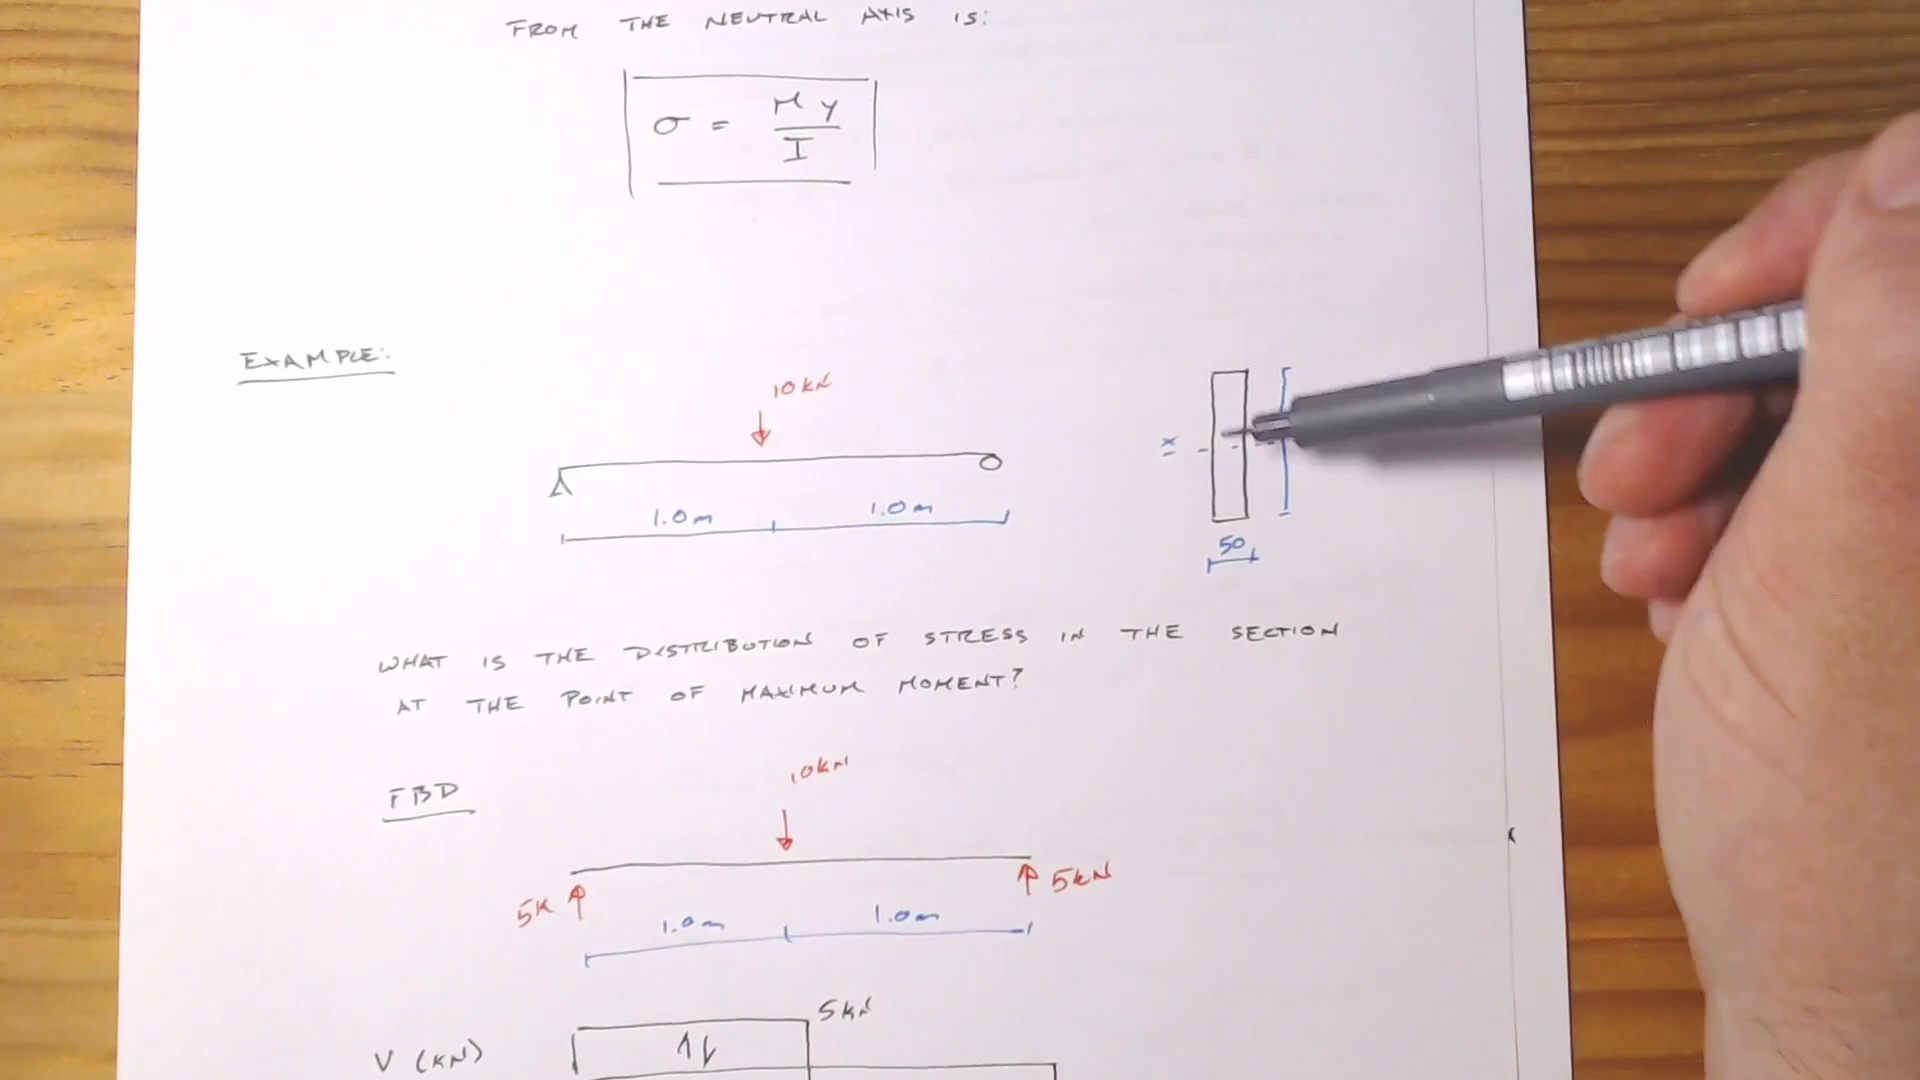 FROM THE NEUTRAL AXIS IS:
σ = My / I
EXAMPLE:
10kN
x
1.0m 1.0m
50
WHAT IS THE DISTRIBUTION OF STRESS IN THE SECTION
AT THE POINT OF MAXIMUM MOMENT?
FBD
10kN
5k 5kN
1.0m 1.0m
5kN
V (kN)